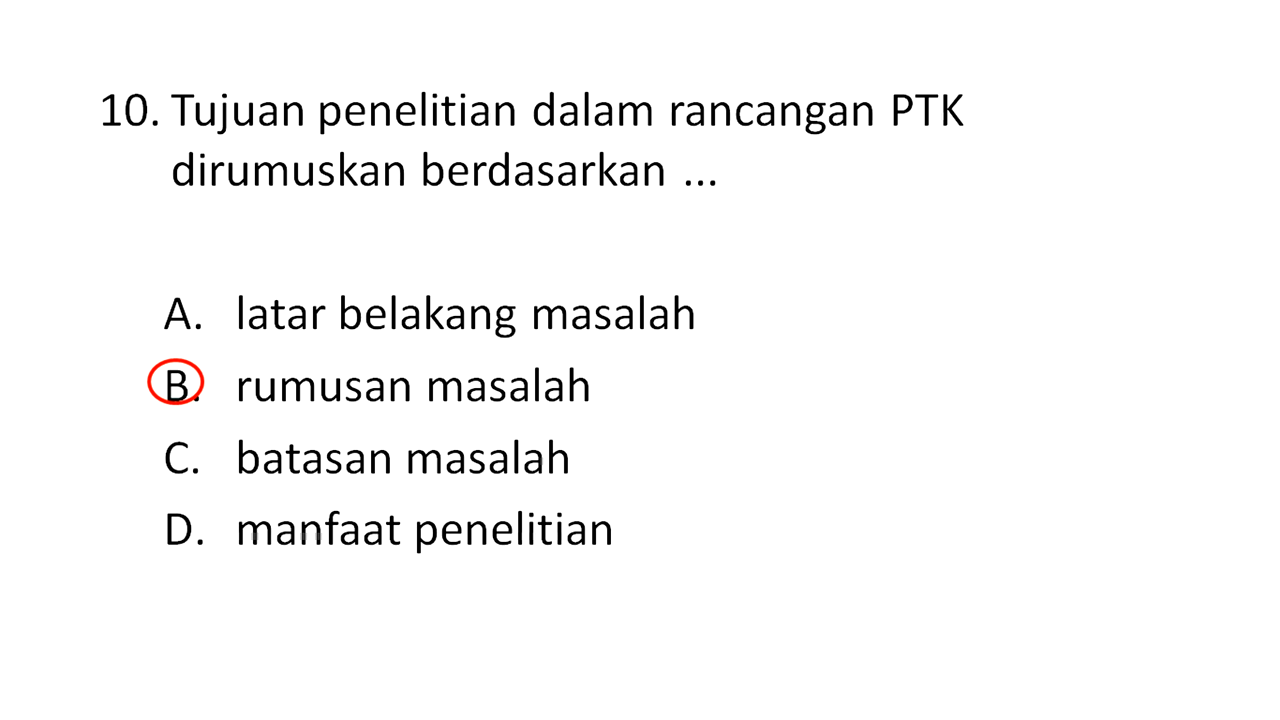 10. Tujuan penelitian dalam rancangan PTK
dirumuskan berdasarkan ...
A. latar belakang masalah
B. rumusan masalah
C. batasan masalah
D. manfaat penelitian